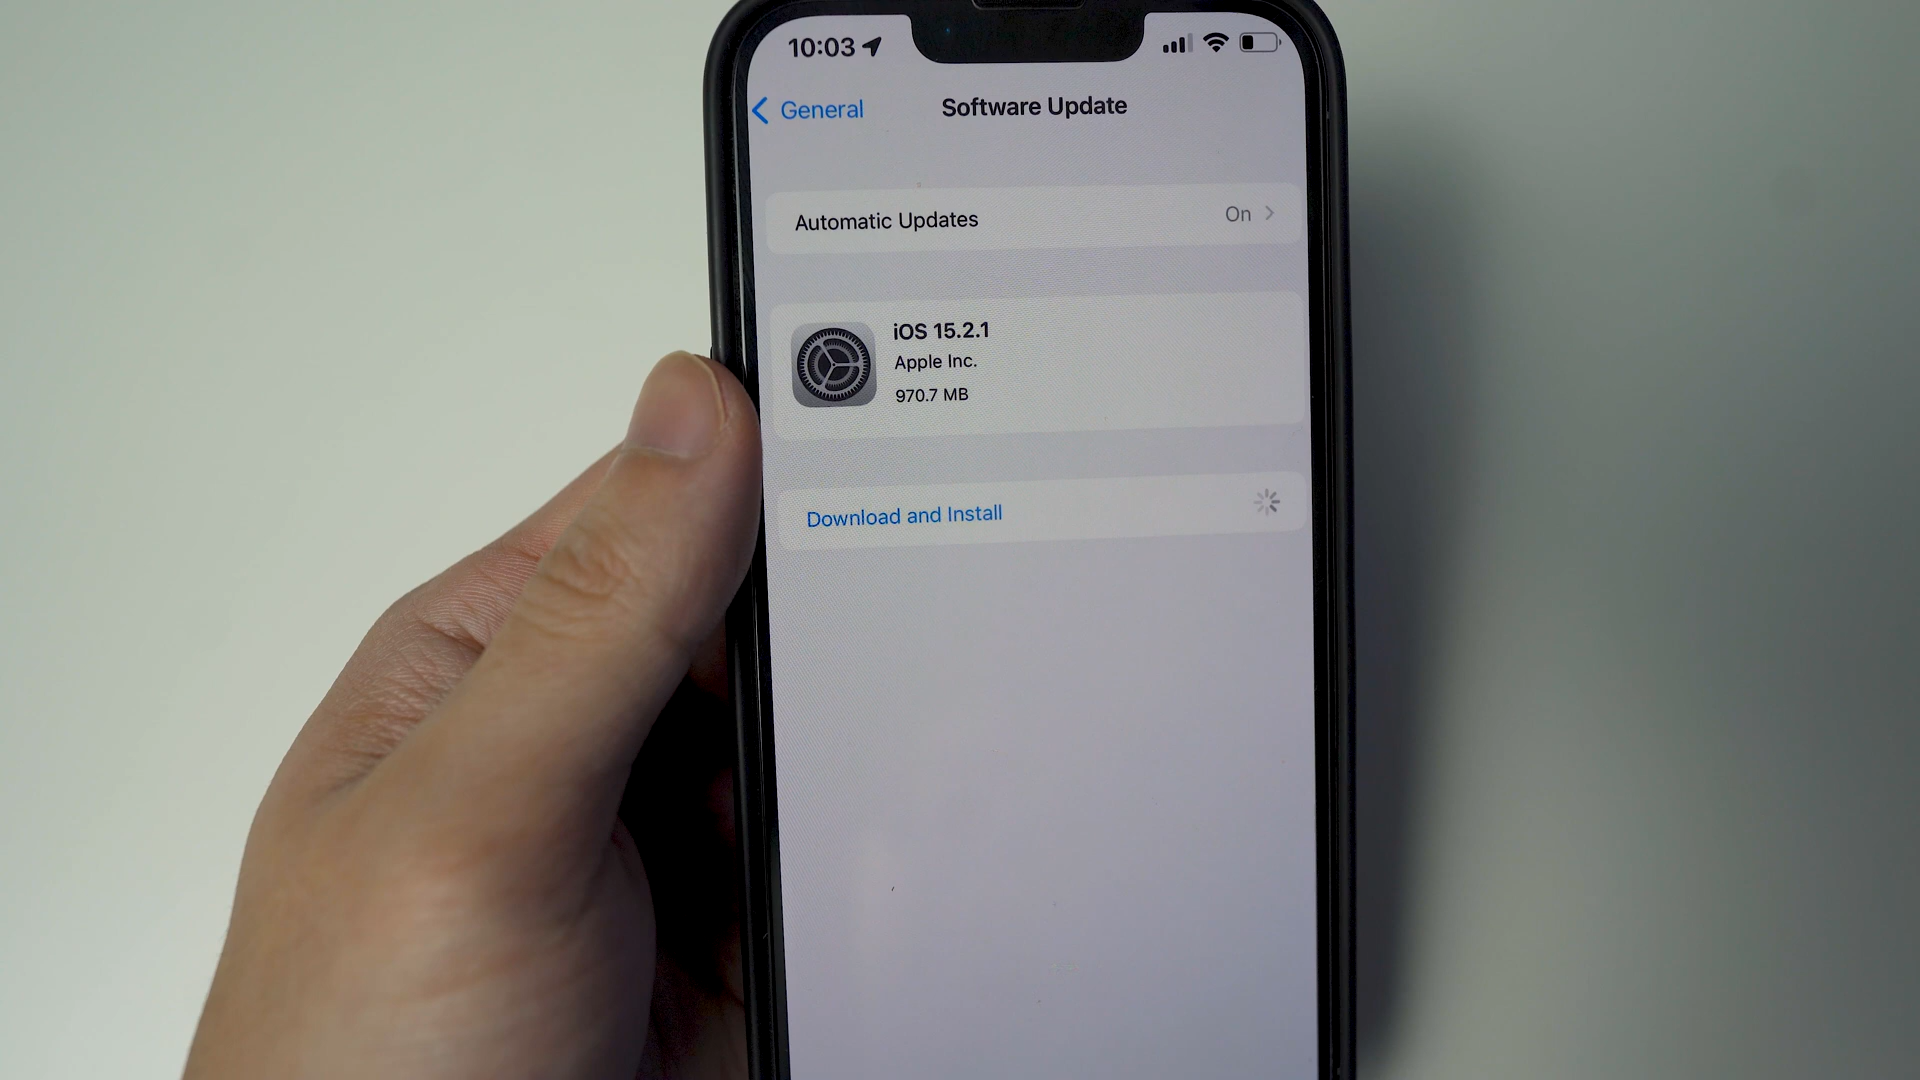 10:03
General
Software Update
Automatic Updates
On
iOS 15.2.1
Apple Inc.
970.7 MB
Download and Install